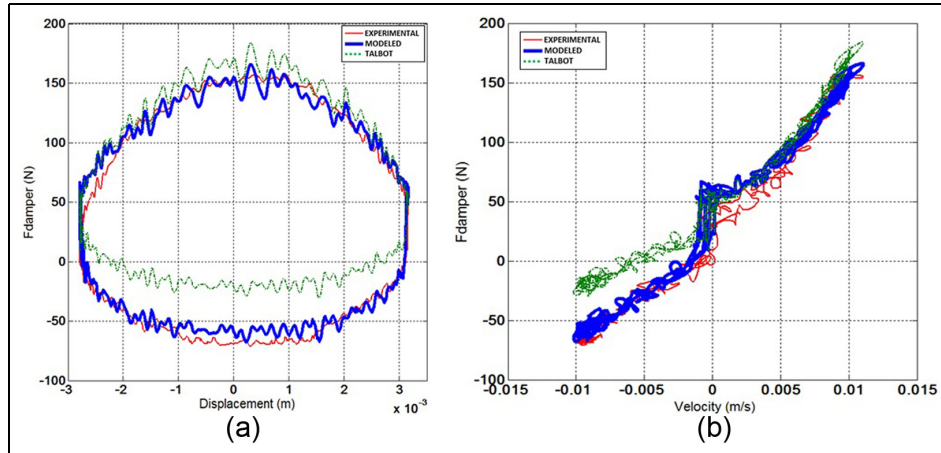 200
150
100
50
0
-50
-100
Fdamper (N)
EXPERIMENTAL
MODELED
TALBOT
-3
-2
-1
0
1
2
3
x 10⁻³
Displacement (m)
(a)
200
150
100
50
0
-50
-100
Fdamper (N)
EXPERIMENTAL
MODELED
TALBOT
-0.015
-0.01
-0.005
0
0.005
0.01
0.015
Velocity (m/s)
(b)